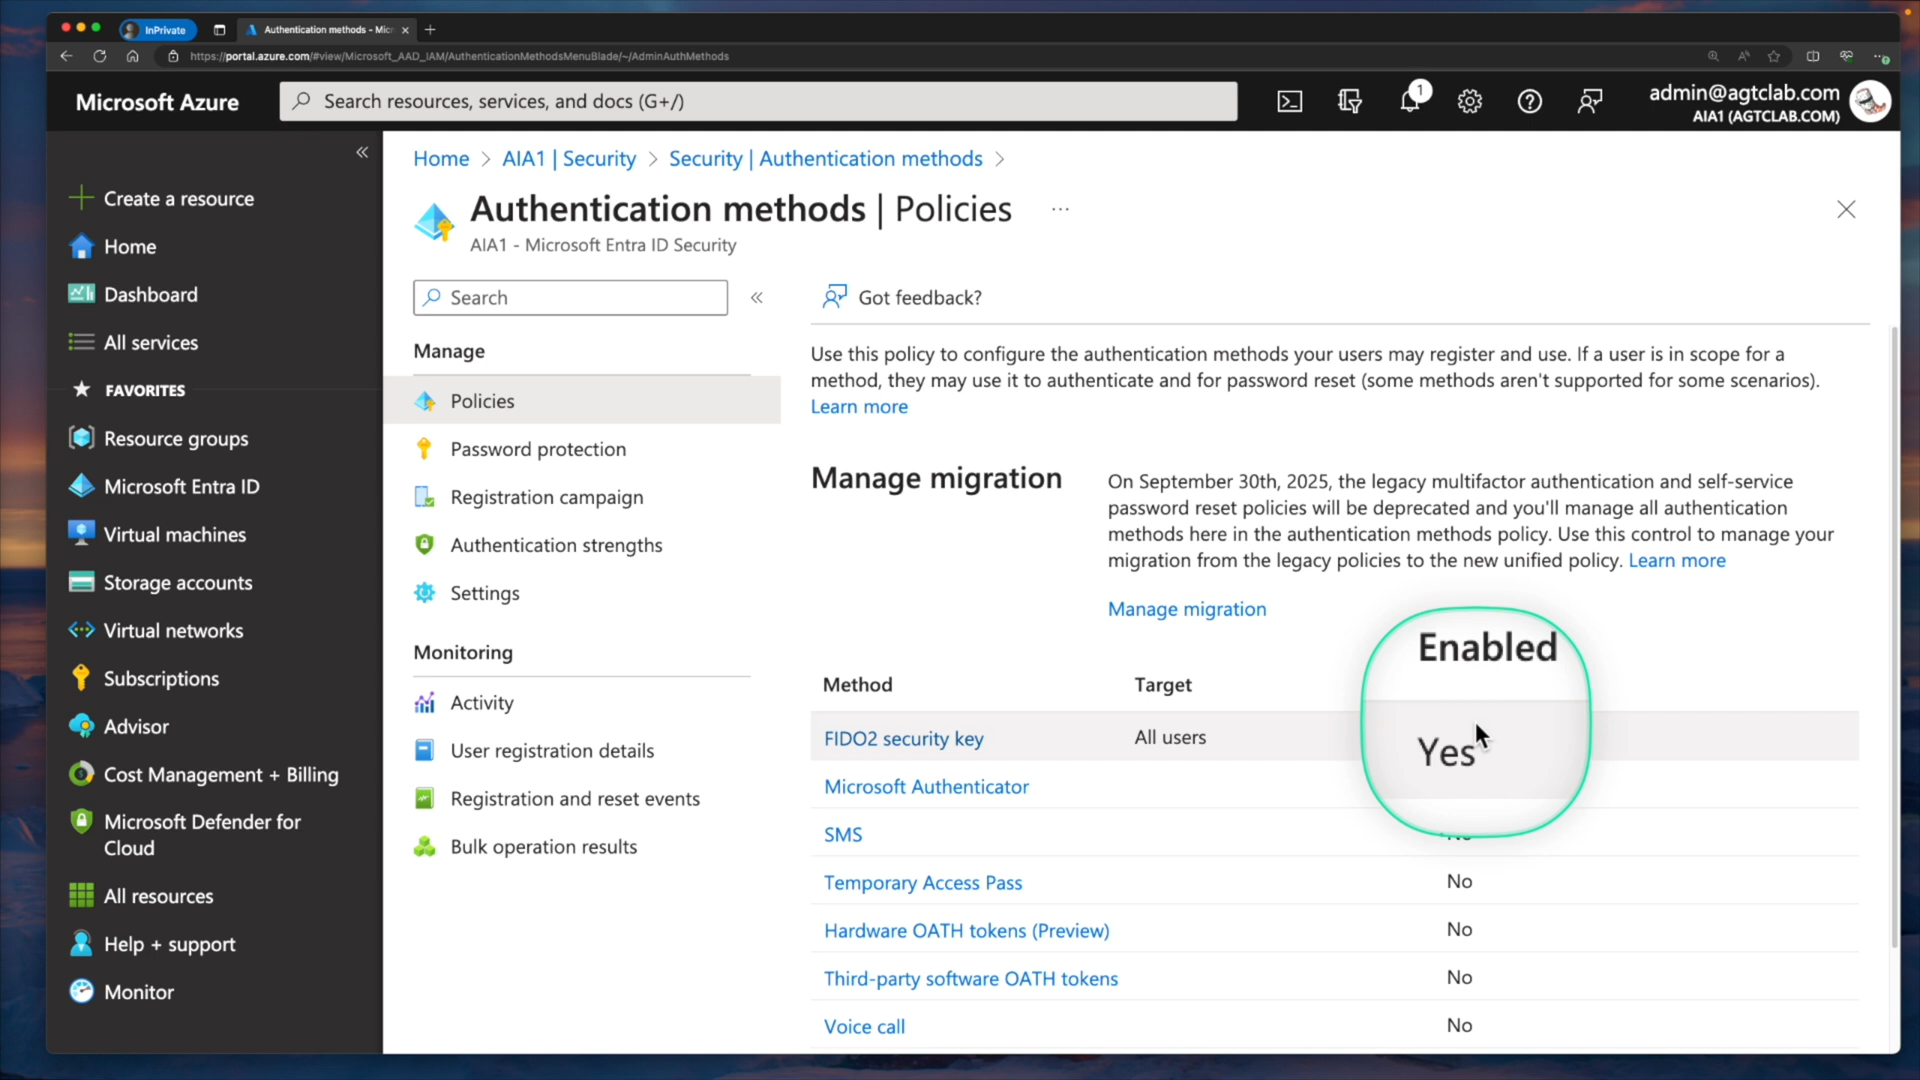 InPrivate
Authentication methods - Micr
https://portal.azure.com/#view/Microsoft_AAD_IAM/AuthenticationMethodsMenuBlade/~/AdminAuthMethods
Microsoft Azure
Search resources, services, and docs (G+/)
1
admin@agtclab.com
AIA1 (AGTCLAB.COM)
Create a resource
Home
Dashboard
All services
FAVORITES
Resource groups
Microsoft Entra ID
Virtual machines
Storage accounts
Virtual networks
Subscriptions
Advisor
Cost Management + Billing
Microsoft Defender for
Cloud
All resources
Help + support
Monitor
Home > AIA1 | Security > Security | Authentication methods >
Authentication methods | Policies ...
AIA1 - Microsoft Entra ID Security
Search
Manage
Policies
Password protection
Registration campaign
Authentication strengths
Settings
Monitoring
Activity
User registration details
Registration and reset events
Bulk operation results
Got feedback?
Use this policy to configure the authentication methods your users may register and use. If a user is in scope for a
method, they may use it to authenticate and for password reset (some methods aren't supported for some scenarios).
Learn more
Manage migration
On September 30th, 2025, the legacy multifactor authentication and self-service
password reset policies will be deprecated and you'll manage all authentication
methods here in the authentication methods policy. Use this control to manage your
migration from the legacy policies to the new unified policy. Learn more
Manage migration
Method Target Enabled
FIDO2 security key All users Yes
Microsoft Authenticator
SMS
Temporary Access Pass No
Hardware OATH tokens (Preview) No
Third-party software OATH tokens No
Voice call No